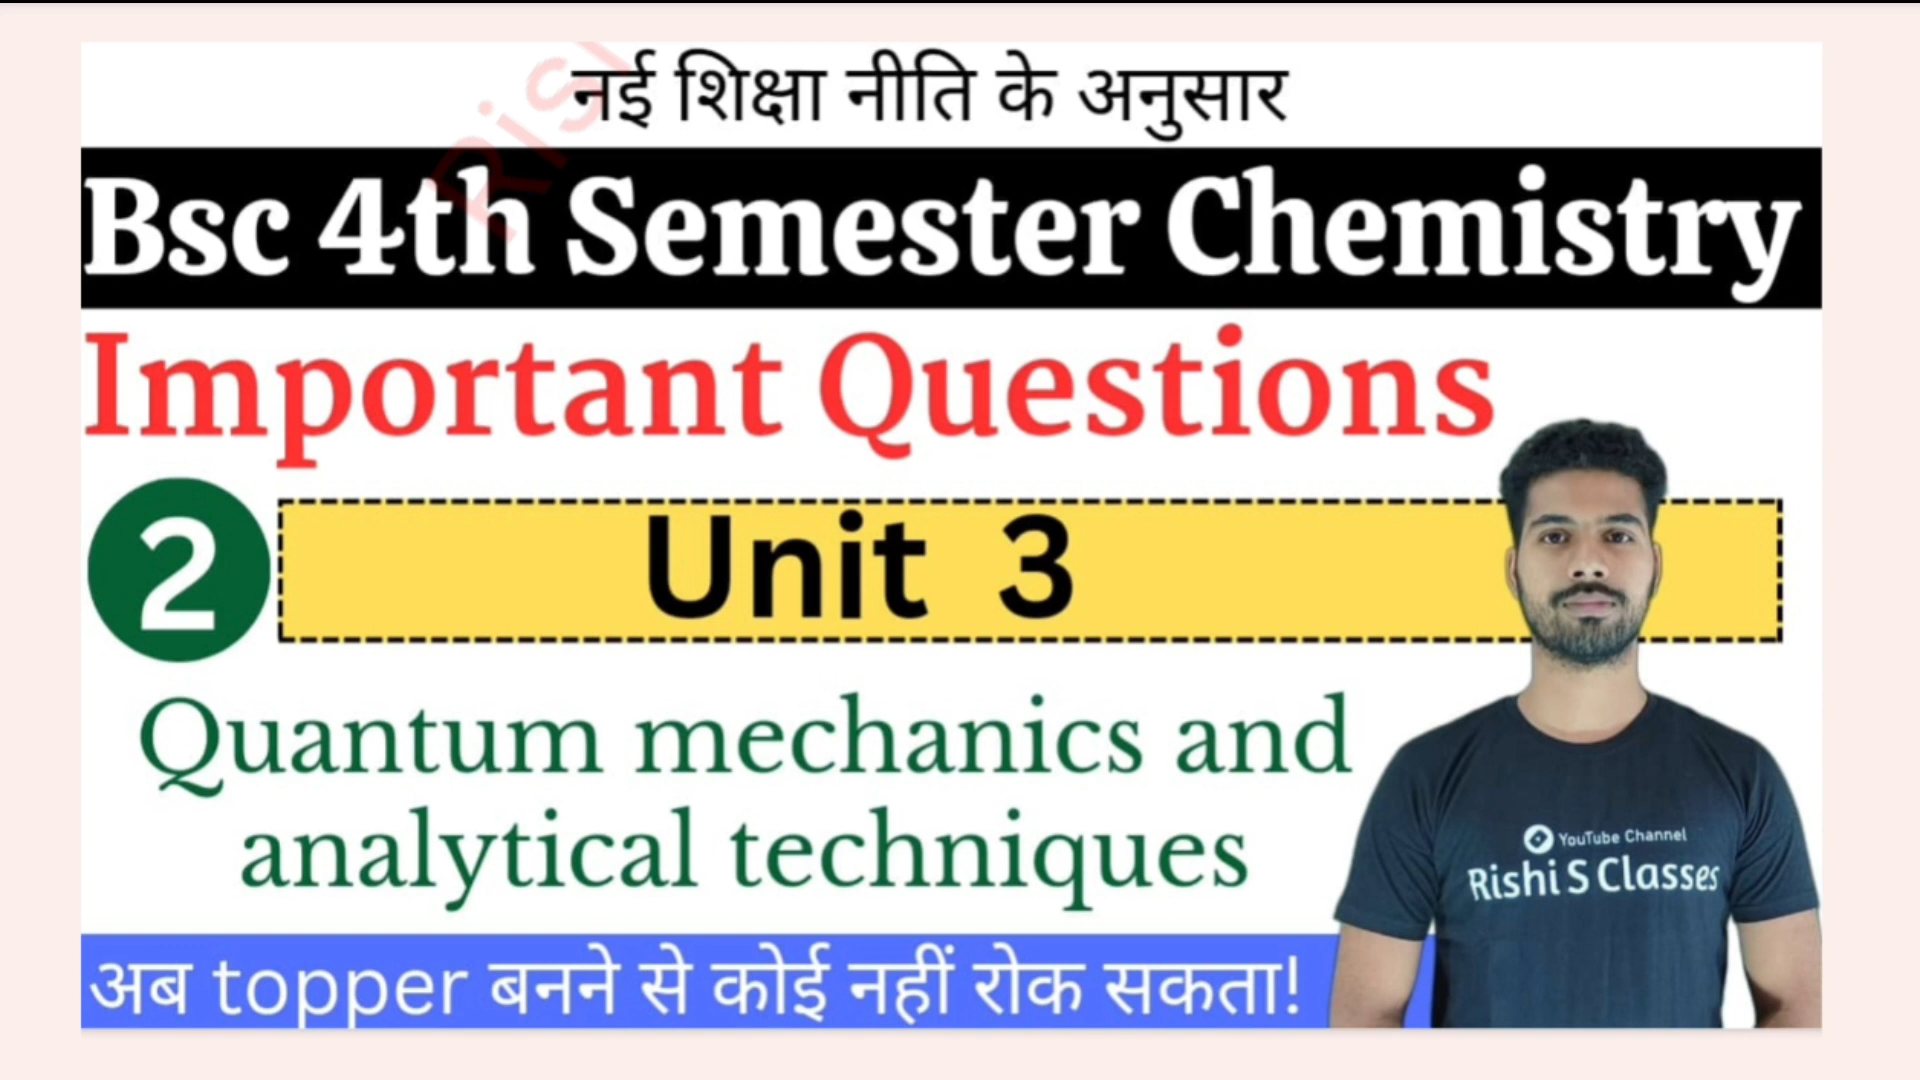 नई शिक्षा नीति के अनुसार
Bsc 4th Semester Chemistry
Important Questions
2
Unit 3
Quantum mechanics and
analytical techniques
YouTube Channel
Rishi S Classes
अब topper बनने से कोई नहीं रोक सकता!